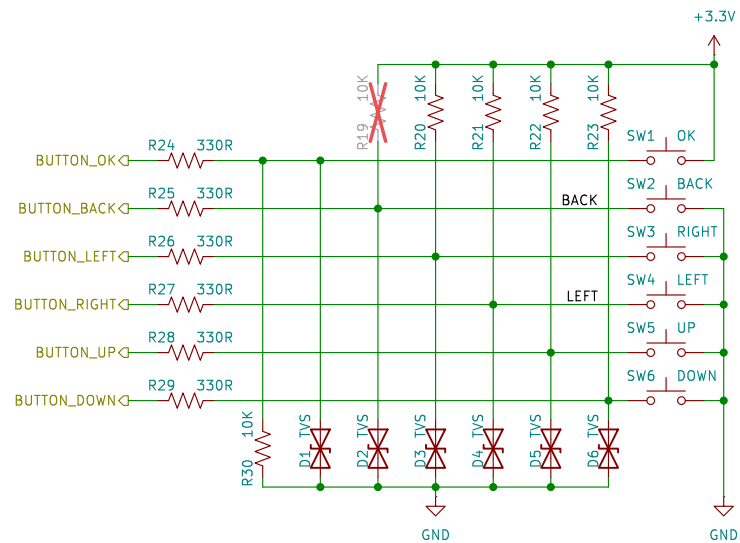 +3.3V
10K 10K 10K 10K 10K
R19 R20 R21 R22 R23
SW1 OK
R24 330R
BUTTON_OK
SW2 BACK
R25 330R
BACK
BUTTON_BACK
SW3 RIGHT
R26 330R
BUTTON_LEFT
SW4 LEFT
R27 330R
LEFT
BUTTON_RIGHT
SW5 UP
R28 330R
BUTTON_UP
SW6 DOWN
R29 330R
BUTTON_DOWN
10K TVS TVS TVS TVS TVS TVS
R30 D1 D2 D3 D4 D5 D6
GND GND